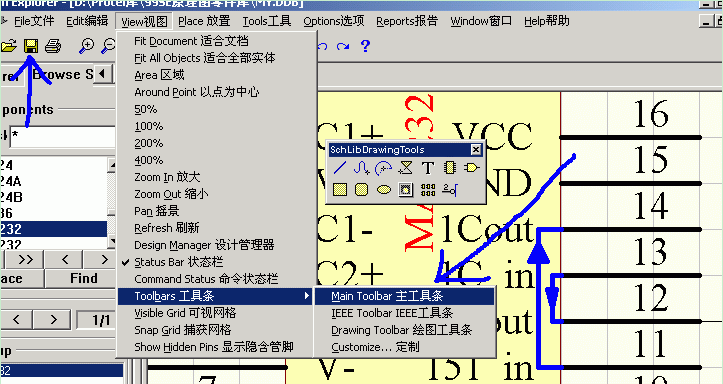 Explorer - [D:\Protel库\99SE原理图零件库\MY.DDB]
File文件 Edit编辑 View视图 Place 放置 Tools工具 Options选项 Reports报告 Window窗口 Help帮助
Fit Document 适合文档
Fit All Objects 适合全部实体
Area 区域
Around Point 以点为中心
50%
100%
200%
400%
Zoom In 放大
Zoom Out 缩小
Pan 摇景
Refresh 刷新
Design Manager 设计管理器
Status Bar 状态栏
Command Status 命令状态栏
Toolbars 工具条
Visible Grid 可视网格
Snap Grid 捕获网格
Show Hidden Pins 显示隐含管脚
Main Toolbar 主工具条
IEEE Toolbar IEEE工具条
Drawing Toolbar 绘图工具条
Customize... 定制
Browse S
ponents
*
24
24A
24B
86
232
232
>> < >
ace Find
< > 1/1
up
32
SchLibDrawingTools
T
C1+ VCC 16
ND 15
C1- 1Cout 14
C2+ 1C in 13
out 12
V- 1ST in 11
7
MA 32